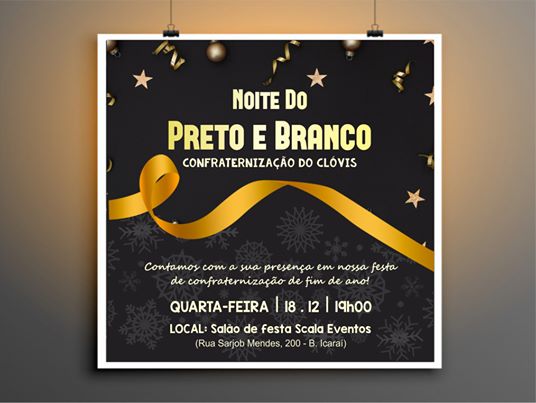 NOITE DO
PRETO E BRANCO
CONFRATERNIZAÇÃO DO CLÓVIS
Contamos com a sua presença em nossa festa
de confraternização de fim de ano!
QUARTA-FEIRA | 18 . 12 | 19h00
LOCAL: Salão de festa Scala Eventos
(Rua Sarjob Mendes, 200 - B. Icaraí)